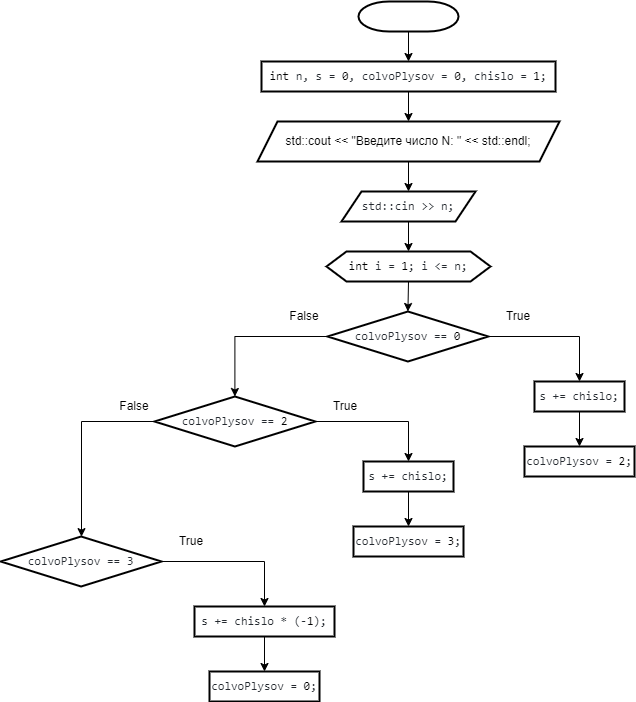 int n, s = 0, colvoPlysov = 0, chislo = 1;
std::cout << "Введите число N: " << std::endl;
std::cin >> n;
int i = 1; i <= n;
False
True
colvoPlysov == 0
s += chislo;
colvoPlysov = 2;
False
True
colvoPlysov == 2
s += chislo;
colvoPlysov = 3;
True
colvoPlysov == 3
s += chislo * (-1);
colvoPlysov = 0;